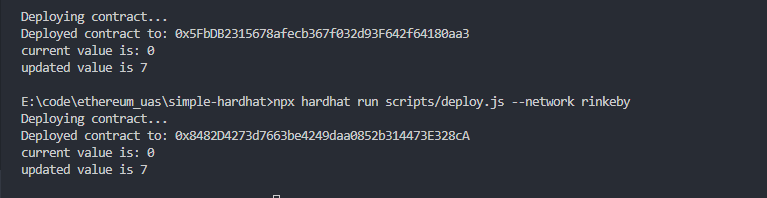 Deploying contract...
Deployed contract to: 0x5FbDB2315678afecb367f032d93F642f64180aa3
current value is: 0
updated value is 7
E:\code\ethereum_uas\simple-hardhat>npx hardhat run scripts/deploy.js --network rinkeby
Deploying contract...
Deployed contract to: 0x8482D4273d7663be4249daa0852b314473E328cA
current value is: 0
updated value is 7